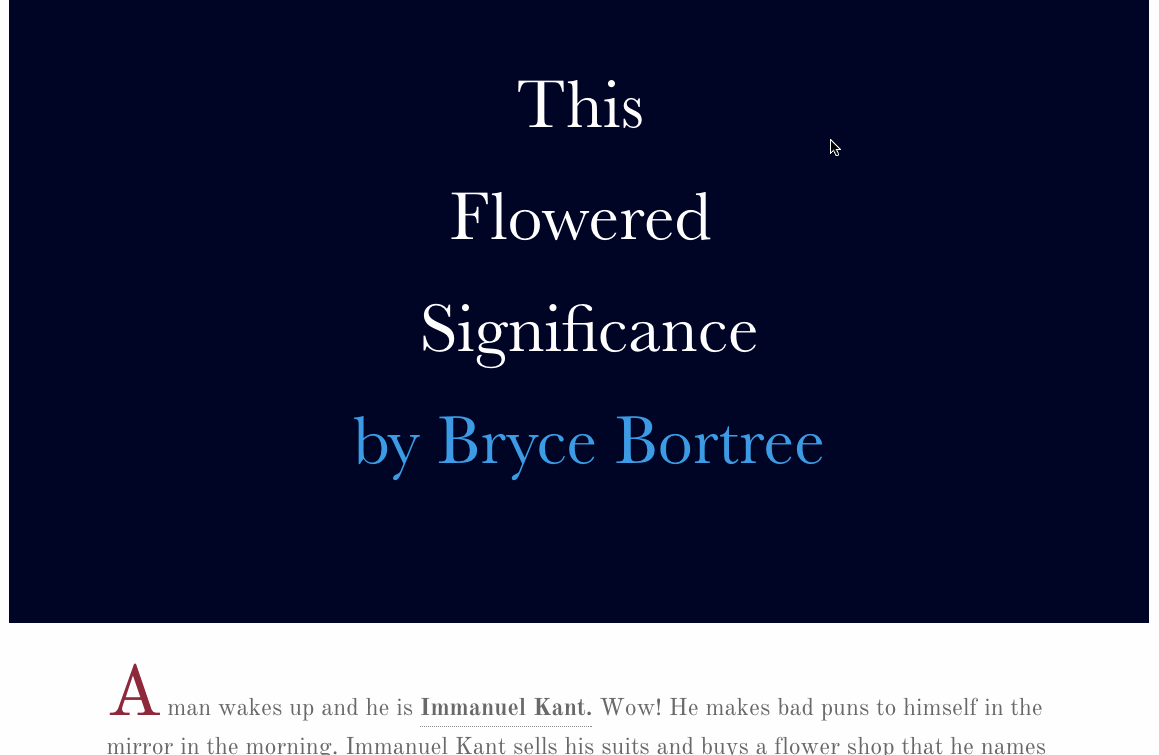 This
Flowered
Significance
by Bryce Bortree
A man wakes up and he is Immanuel Kant. Wow! He makes bad puns to himself in the
mirror in the morning. Immanuel Kant sells his suits and buys a flower shop that he names